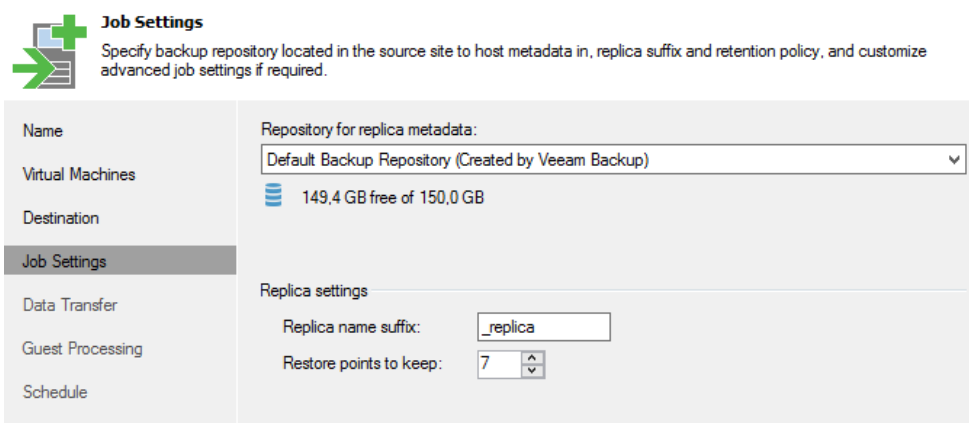 Job Settings
Specify backup repository located in the source site to host metadata in, replica suffix and retention policy, and customize
advanced job settings if required.
Name
Virtual Machines
Destination
Job Settings
Data Transfer
Guest Processing
Schedule
Repository for replica metadata:
Default Backup Repository (Created by Veeam Backup)
149,4 GB free of 150,0 GB
Replica settings
Replica name suffix: _replica
Restore points to keep: 7